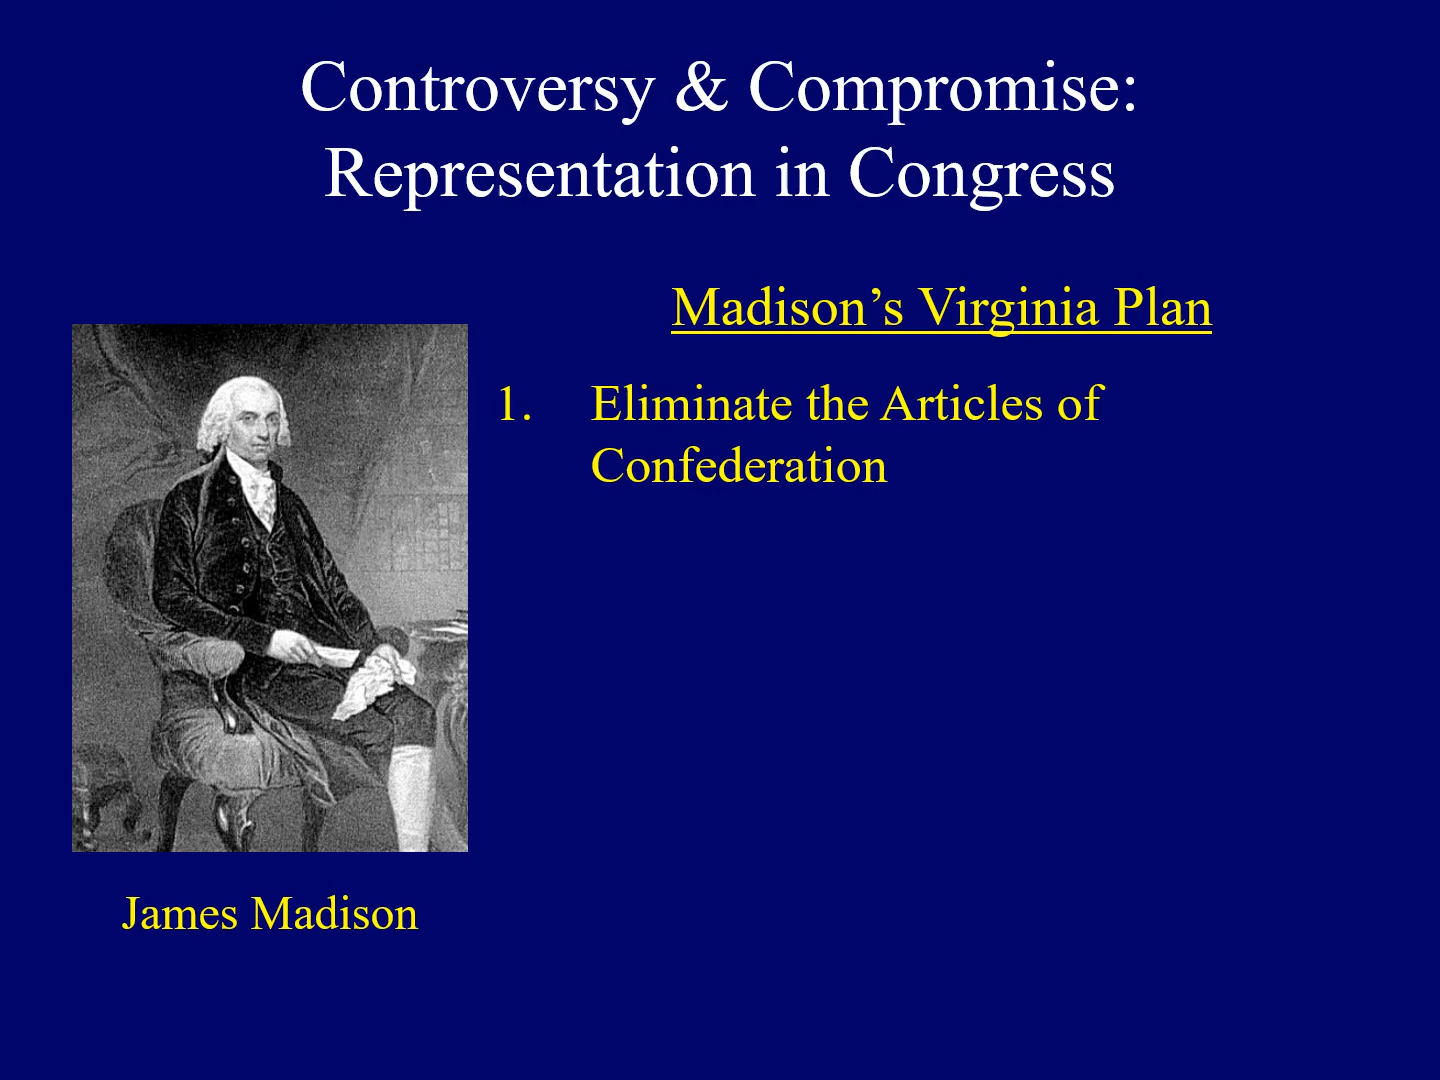 Controversy & Compromise:
Representation in Congress
Madison’s Virginia Plan
1. Eliminate the Articles of
Confederation
James Madison